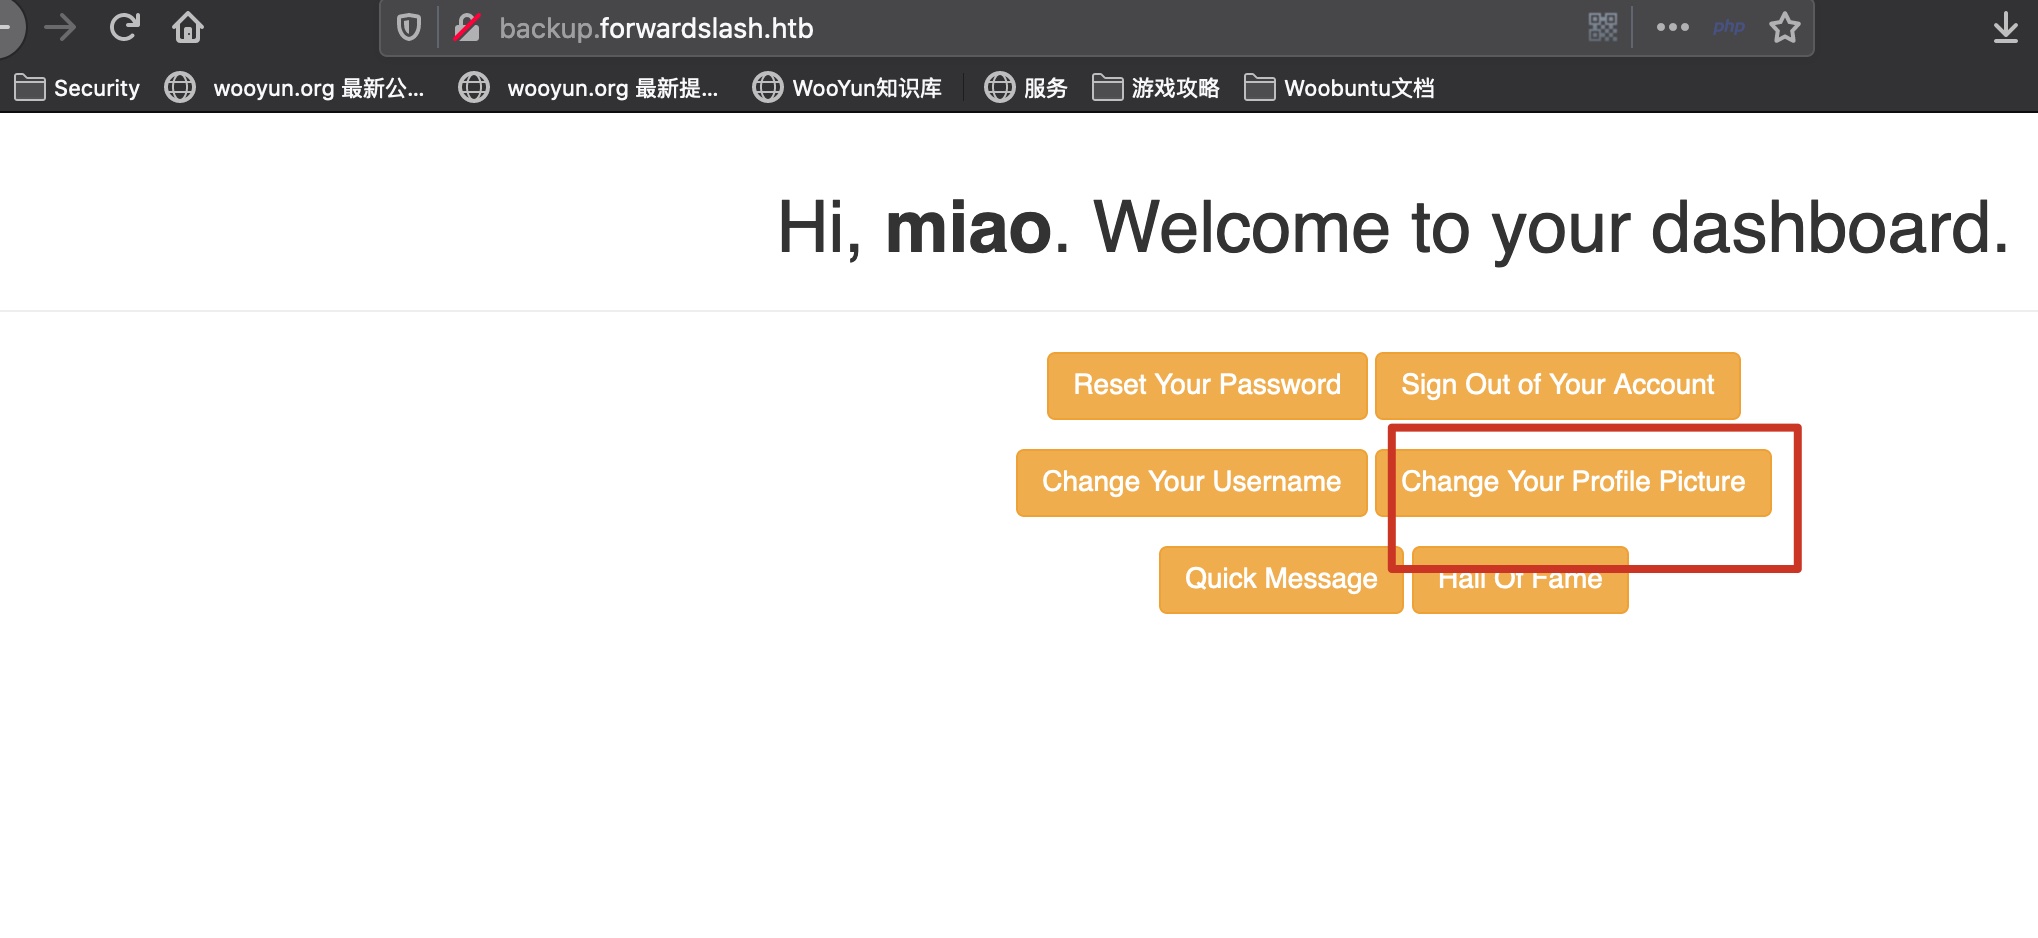 backup.forwardslash.htb
php
Security wooyun.org 最新公... wooyun.org 最新提... WooYun知识库 服务 游戏攻略 Woobuntu文档
Hi, miao. Welcome to your dashboard.
Reset Your Password Sign Out of Your Account
Change Your Username Change Your Profile Picture
Quick Message Hall Of Fame